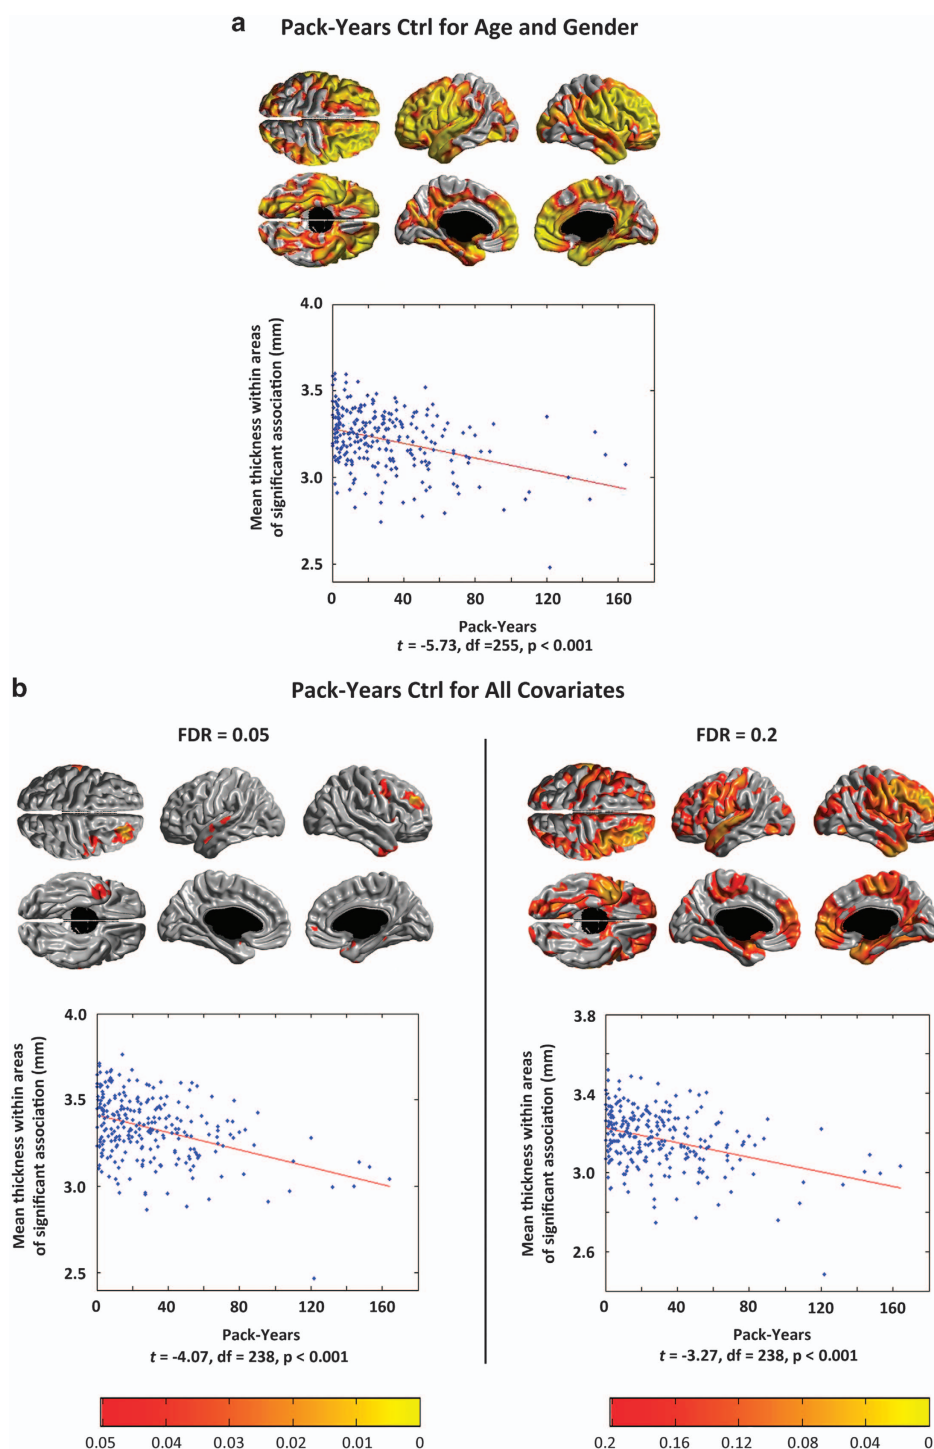 a Pack-Years Ctrl for Age and Gender
4.0
3.5
3.0
2.5
Mean thickness within areas
of significant association (mm)
0 40 80 120 160
Pack-Years
t = -5.73, df =255, p < 0.001
b Pack-Years Ctrl for All Covariates
FDR = 0.05
4.0
3.5
3.0
2.5
Mean thickness within areas
of significant association (mm)
0 40 80 120 160
Pack-Years
t = -4.07, df = 238, p < 0.001
0.05 0.04 0.03 0.02 0.01 0
FDR = 0.2
3.8
3.4
3.0
2.6
Mean thickness within areas
of significant association (mm)
0 40 80 120 160
Pack-Years
t = -3.27, df = 238, p < 0.001
0.2 0.16 0.12 0.08 0.04 0